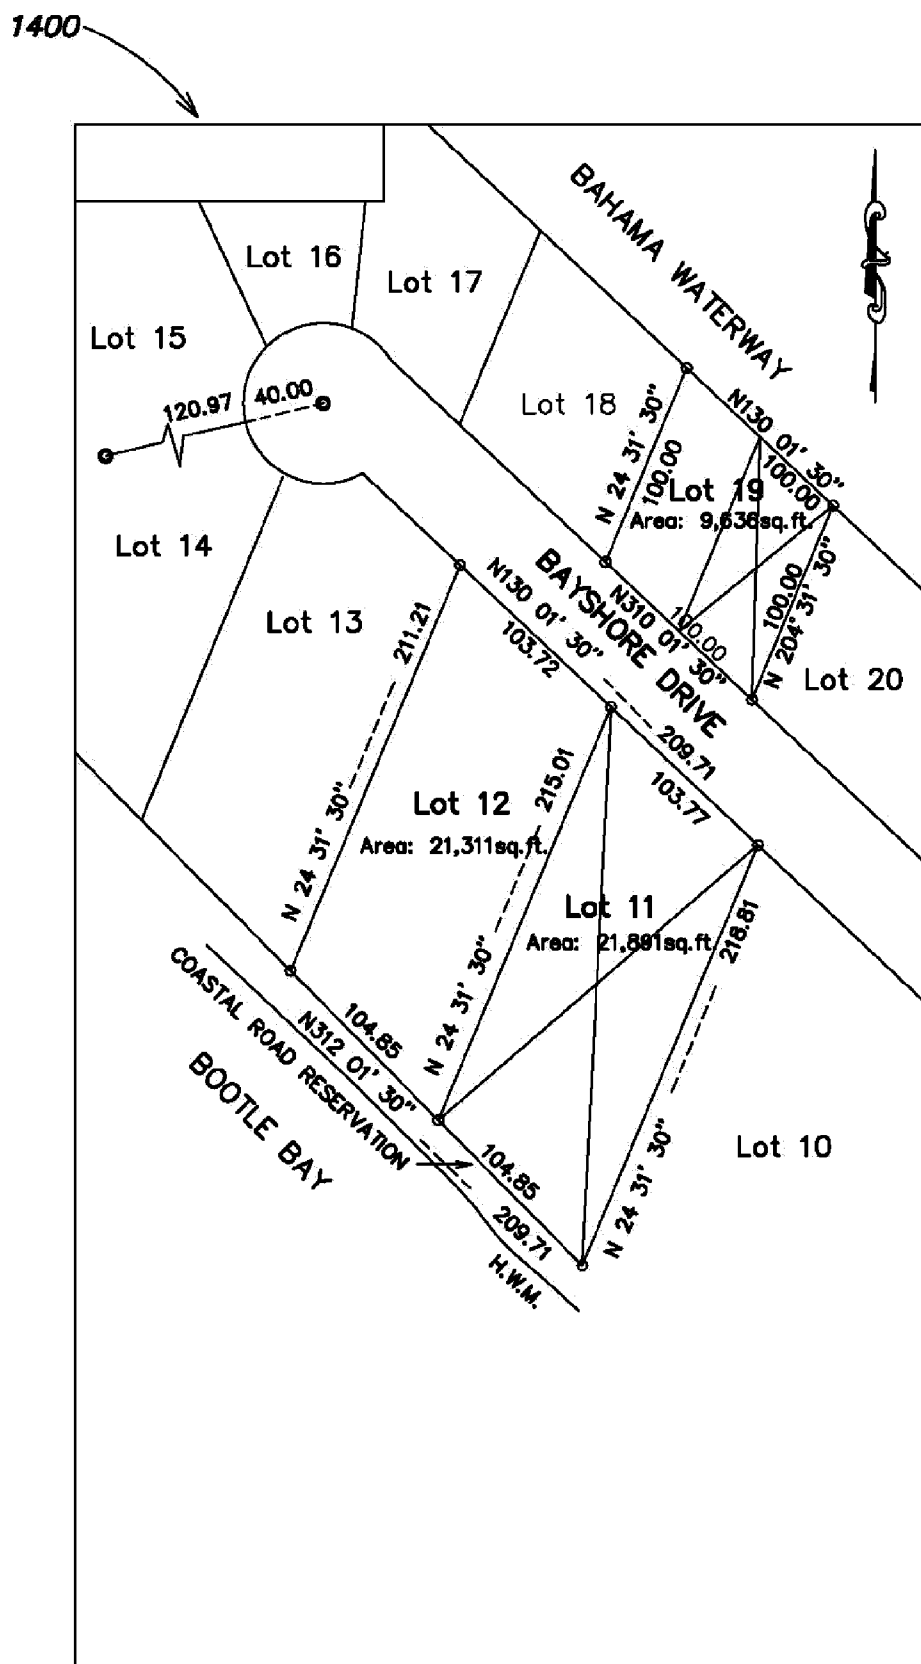 1400
BAHAMA WATERWAY
Lot 16
Lot 17
Lot 15
120.97 40.00
Lot 18
N 24 31' 30"
100.00
N130 01' 30"
100.00
Lot 19
Area: 9,636sq.ft.
100.00
N 204° 31' 30"
Lot 14
BAYSHORE DRIVE
N310 01' 30"
100.00
N130 01' 30"
103.72
Lot 13
211.21
N 24 31' 30"
Lot 20
209.71
103.77
Lot 12
Area: 21,311sq.ft.
215.01
N 24 31' 30"
Lot 11
Area: 21,891sq.ft.
218.81
N 24 31' 30"
COASTAL ROAD RESERVATION
104.85
N312 01' 30"
BOOTLE BAY
Lot 10
104.85
209.71
H.W.M.